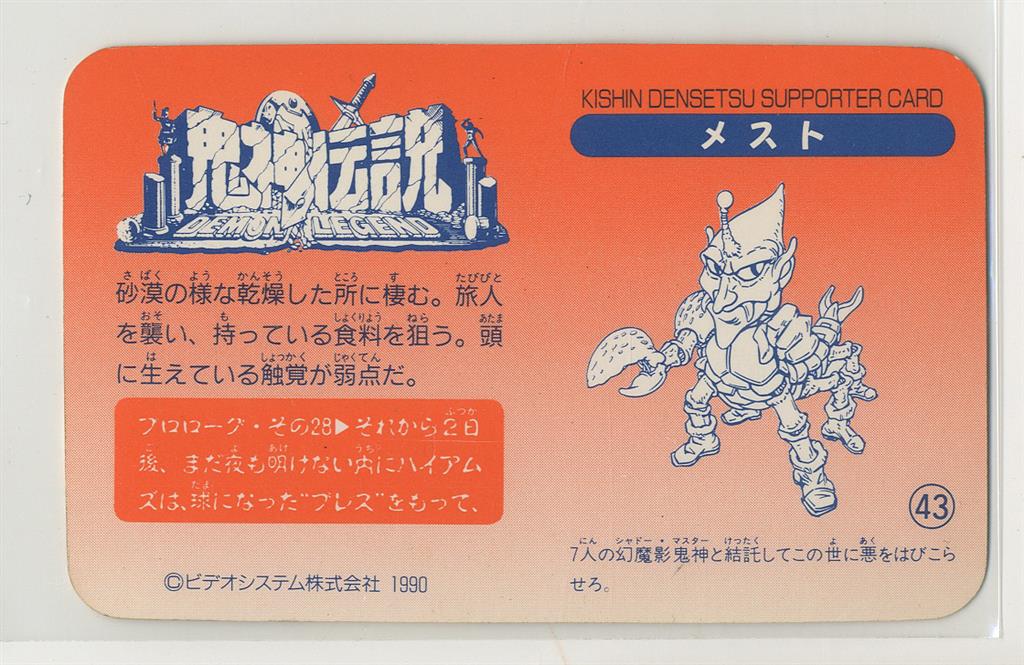 鬼神伝説
DEMON LEGEND
砂漠の様な乾燥した所に棲む。旅人
を襲い、持っている食料を狙う。頭
に生えている触覚が弱点だ。
プロローグ・その28▶それから2日
後、まだ夜も明けない内にハイアム
ズは、球になった“ブレズ”をもって、
©ビデオシステム株式会社 1990
KISHIN DENSETSU SUPPORTER CARD
メスト
43
7人の幻魔影鬼神と結託してこの世に悪をはびこら
せろ。